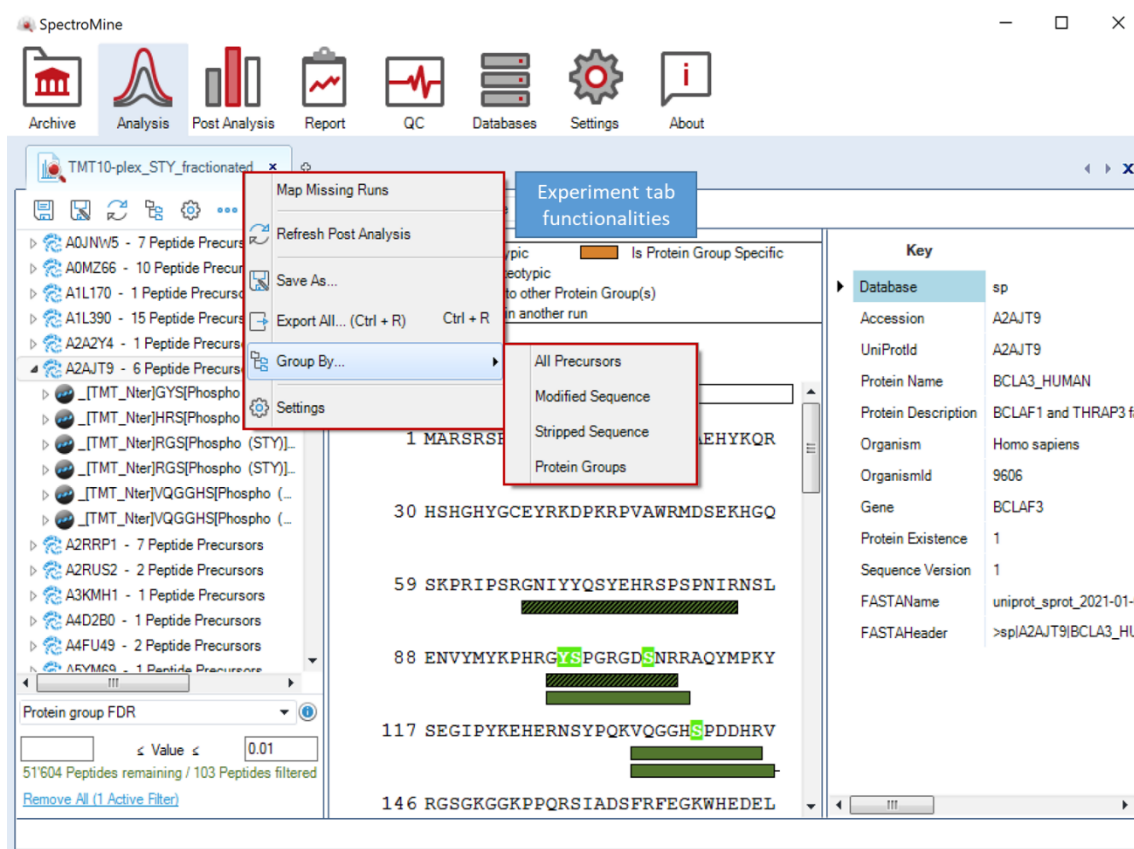 SpectroMine
Archive
Analysis
Post Analysis
Report
QC
Databases
Settings
About
TMT10-plex_STY_fractionated
Map Missing Runs
Refresh Post Analysis
Save As...
Export All... (Ctrl + R) Ctrl + R
Group By...
Settings
All Precursors
Modified Sequence
Stripped Sequence
Protein Groups
Experiment tab
functionalities
A0JNW5 - 7 Peptide Precurs
A0MZ66 - 10 Peptide Precur
A1L170 - 1 Peptide Precurso
A1L390 - 15 Peptide Precurs
A2A2Y4 - 1 Peptide Precurs
A2AJT9 - 6 Peptide Precurs
_[TMT_Nter]GYS[Phospho
_[TMT_Nter]HRS[Phospho
_[TMT_Nter]RGS[Phospho (STY)]...
_[TMT_Nter]RGS[Phospho (STY)]...
_[TMT_Nter]VQGGHS[Phospho (...
_[TMT_Nter]VQGGHS[Phospho (...
A2RRP1 - 7 Peptide Precursors
A2RUS2 - 2 Peptide Precursors
A3KMH1 - 1 Peptide Precursors
A4D2B0 - 1 Peptide Precursors
A4FU49 - 2 Peptide Precursors
A5YM69 - 1 Peptide Precursors
Protein group FDR
≤ Value ≤ 0.01
51'604 Peptides remaining / 103 Peptides filtered
Remove All (1 Active Filter)
ypic Is Protein Group Specific
eotypic
to other Protein Group(s)
in another run
1 MARSRS AEHYKQR
30 HSHGHYGCEYRKDPKRPVAWRMDSEKHGQ
59 SKPRIPSRGNIYYQSYEHRSPSPNIRNSL
88 ENVYMYKPHRGYSPGRGDSNRRAQYMPKY
117 SEGIPYKEHERNSYPQKVQGGHSPDDHRV
146 RGSGKGGKPPQRSIADSFRFEGKWHEDEL
Key
Database sp
Accession A2AJT9
UniProtId A2AJT9
Protein Name BCLA3_HUMAN
Protein Description BCLAF1 and THRAP3 f
Organism Homo sapiens
OrganismId 9606
Gene BCLAF3
Protein Existence 1
Sequence Version 1
FASTAName uniprot_sprot_2021-01-
FASTAHeader >sp|A2AJT9|BCLA3_HU